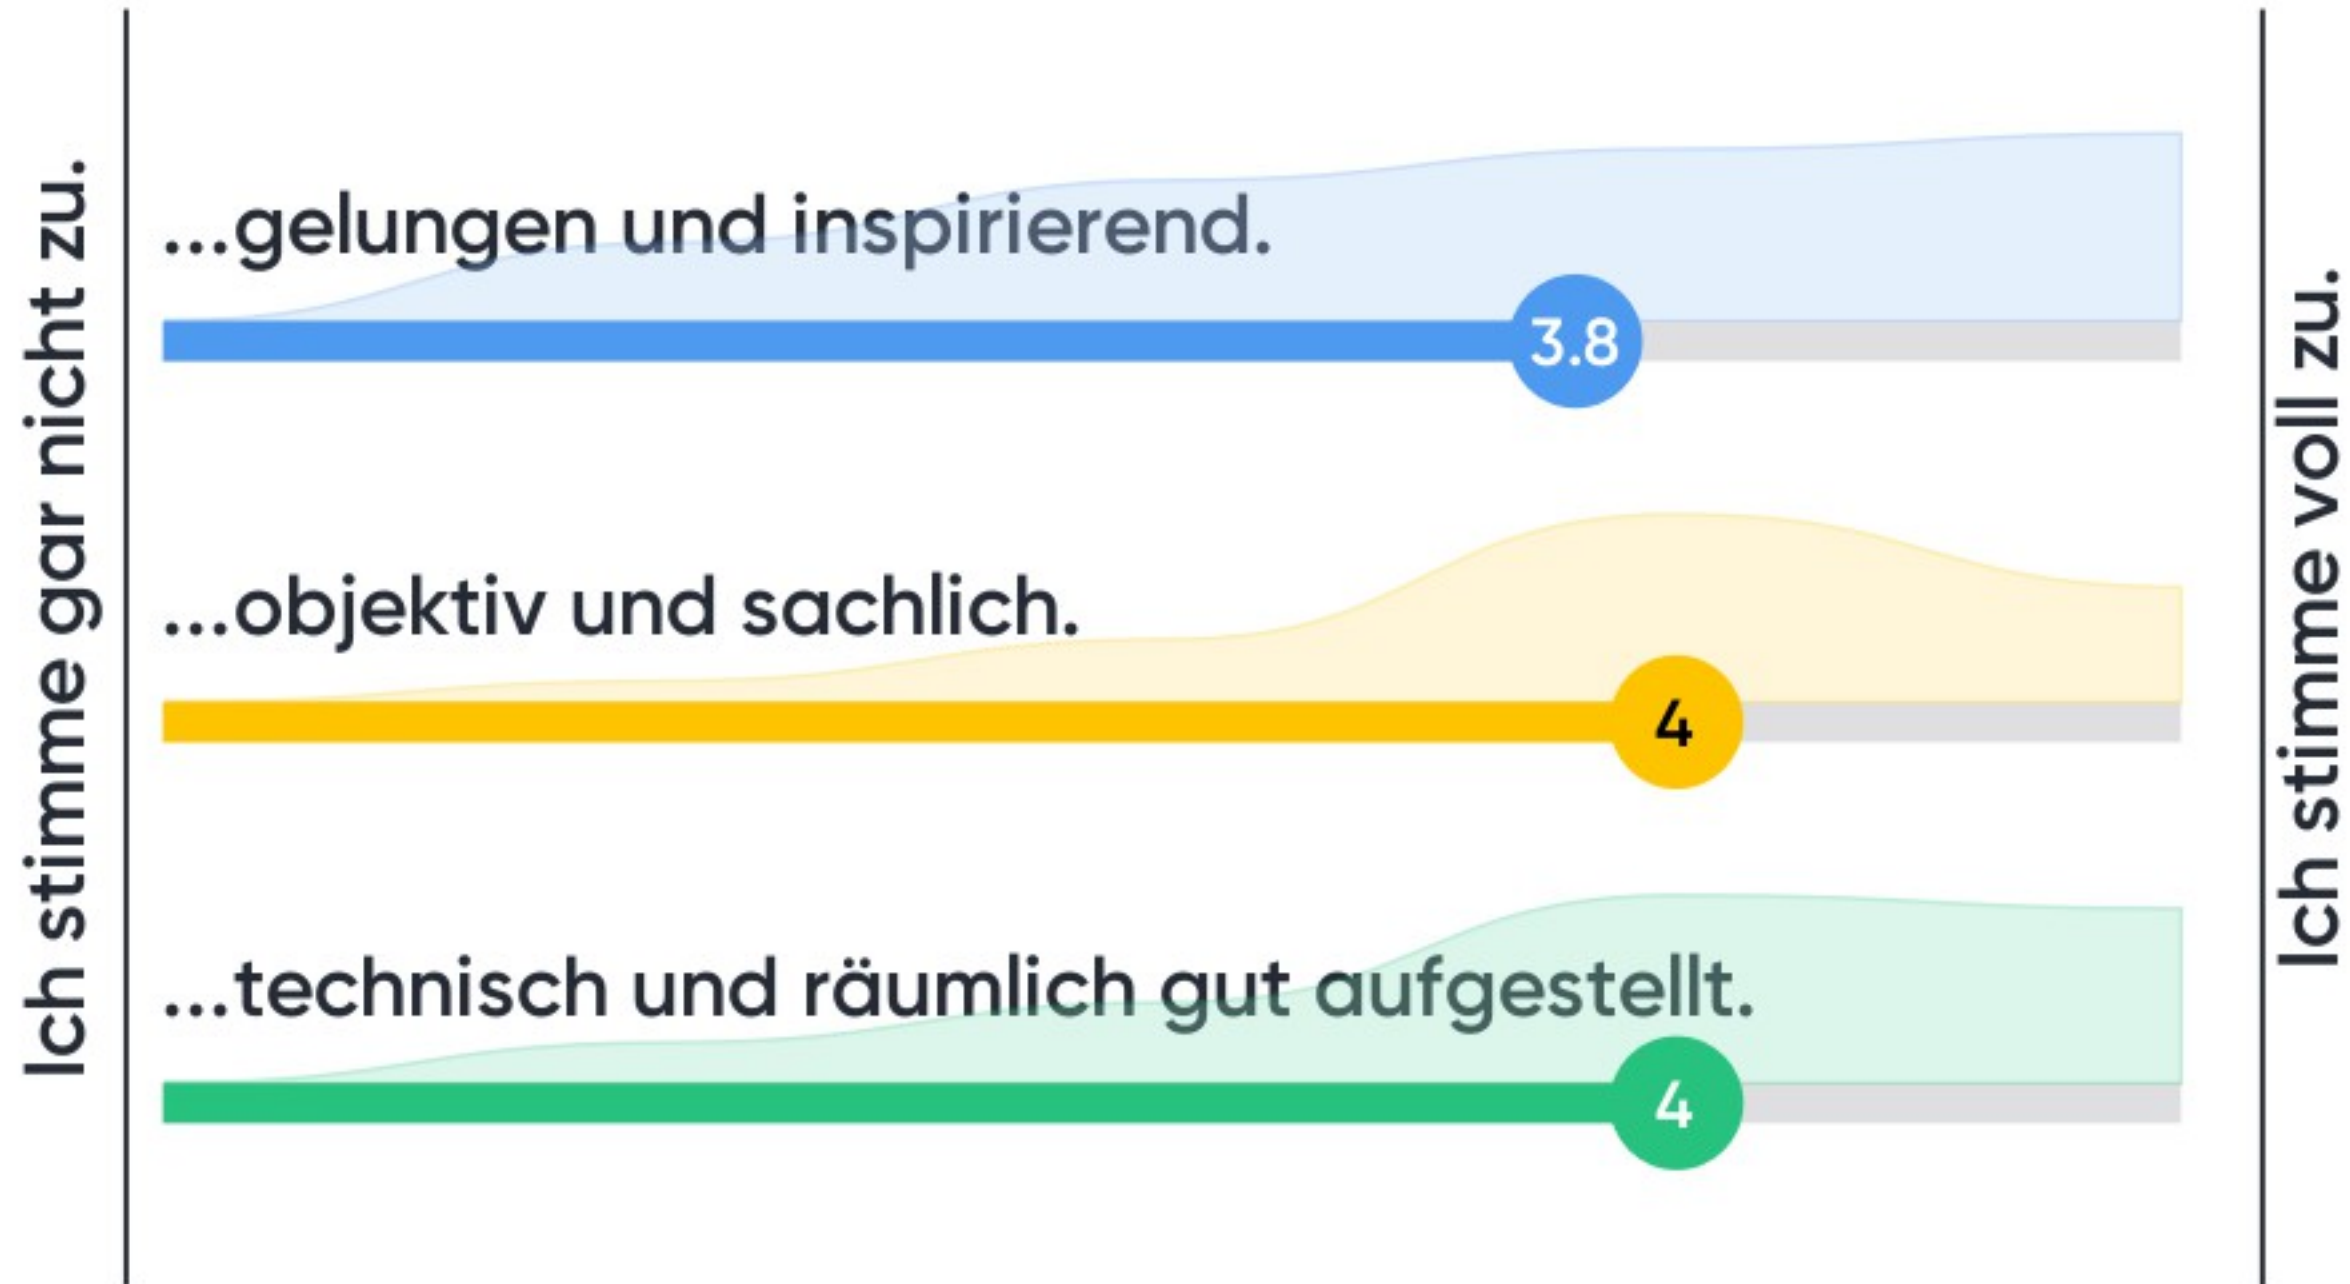 Ich stimme gar nicht zu.
...gelungen und inspirierend.
3.8
...objektiv und sachlich.
4
...technisch und räumlich gut aufgestellt.
4
Ich stimme voll zu.